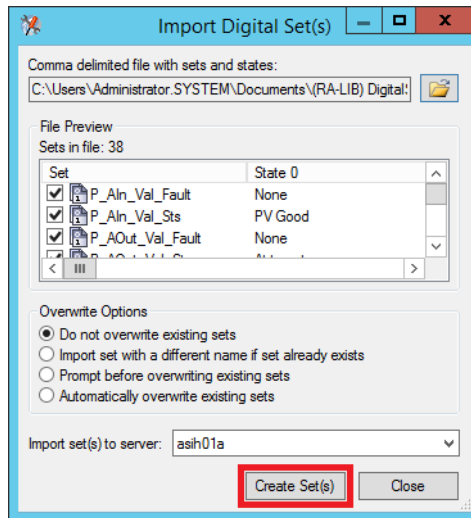 Import Digital Set(s)
Comma delimited file with sets and states:
C:\Users\Administrator.SYSTEM\Documents\(RA-LIB) Digital
File Preview
Sets in file: 38
Set State 0
P_AIn_Val_Fault None
P_AIn_Val_Sts PV Good
P_AOut_Val_Fault None
Overwrite Options
Do not overwrite existing sets
Import set with a different name if set already exists
Prompt before overwriting existing sets
Automatically overwrite existing sets
Import set(s) to server: asih01a
Create Set(s) Close